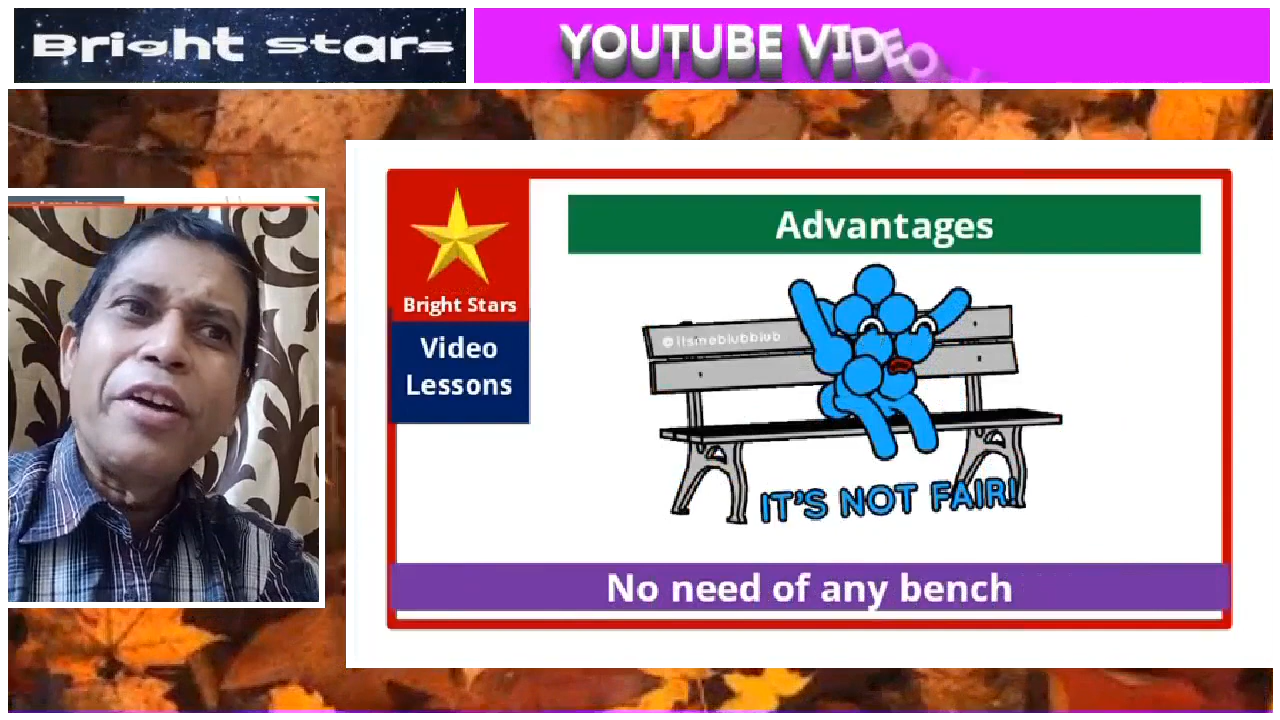 Bright stars
YOUTUBE VIDEO
Bright Stars
Video
Lessons
Advantages
@itsmeblubblub
IT'S NOT FAIR!
No need of any bench